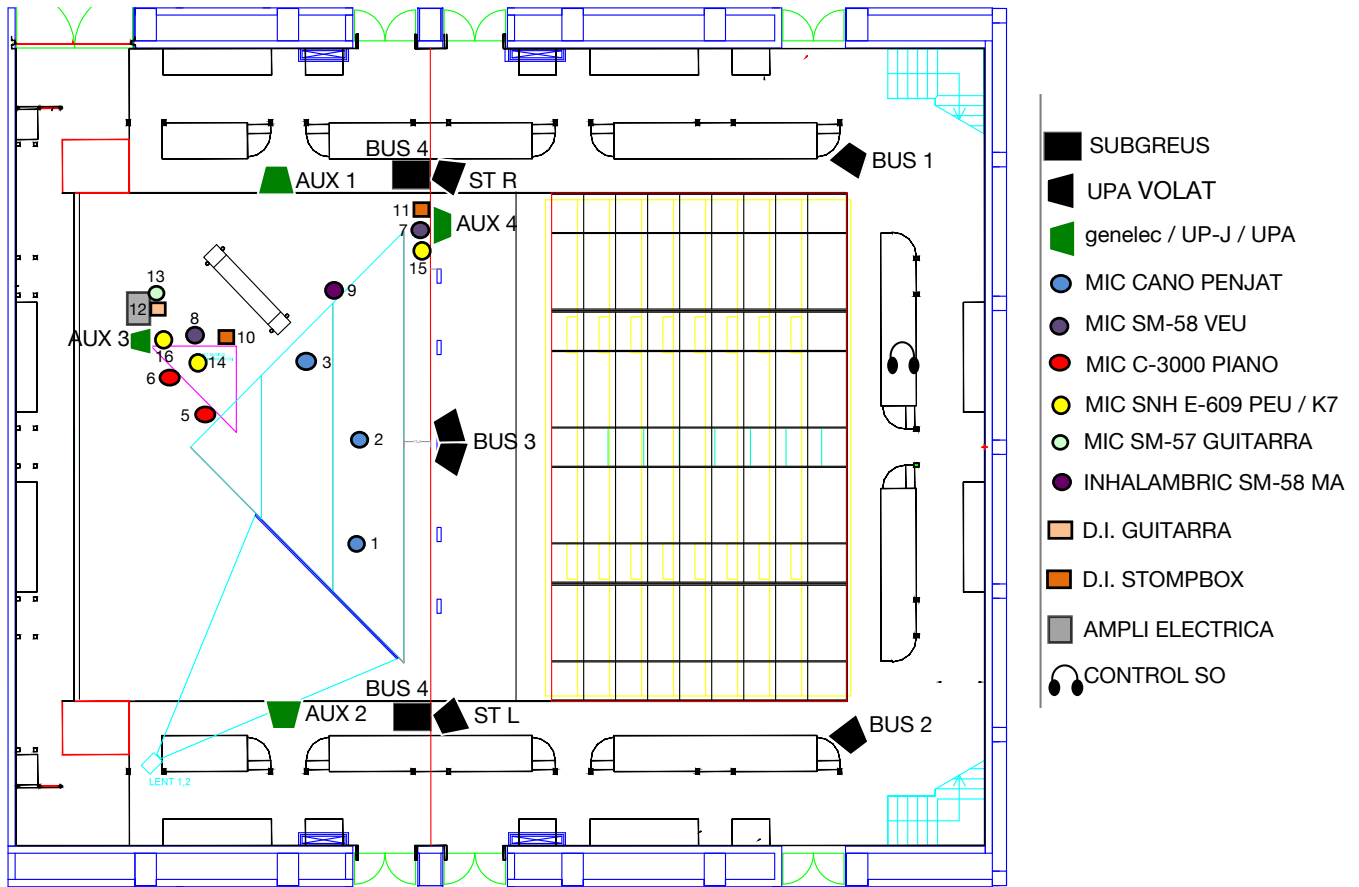 BUS 4
BUS 1
AUX 1
ST R
11
7
AUX 4
15
13
12
9
8
10
AUX 3
16
14
3
6
5
2
BUS 3
1
BUS 4
AUX 2
ST L
BUS 2
LENT 1,2
SUBGREUS
UPA VOLAT
genelec / UP-J / UPA
MIC CANO PENJAT
MIC SM-58 VEU
MIC C-3000 PIANO
MIC SNH E-609 PEU / K7
MIC SM-57 GUITARRA
INHALAMBRIC SM-58 MA
D.I. GUITARRA
D.I. STOMPBOX
AMPLI ELECTRICA
CONTROL SO